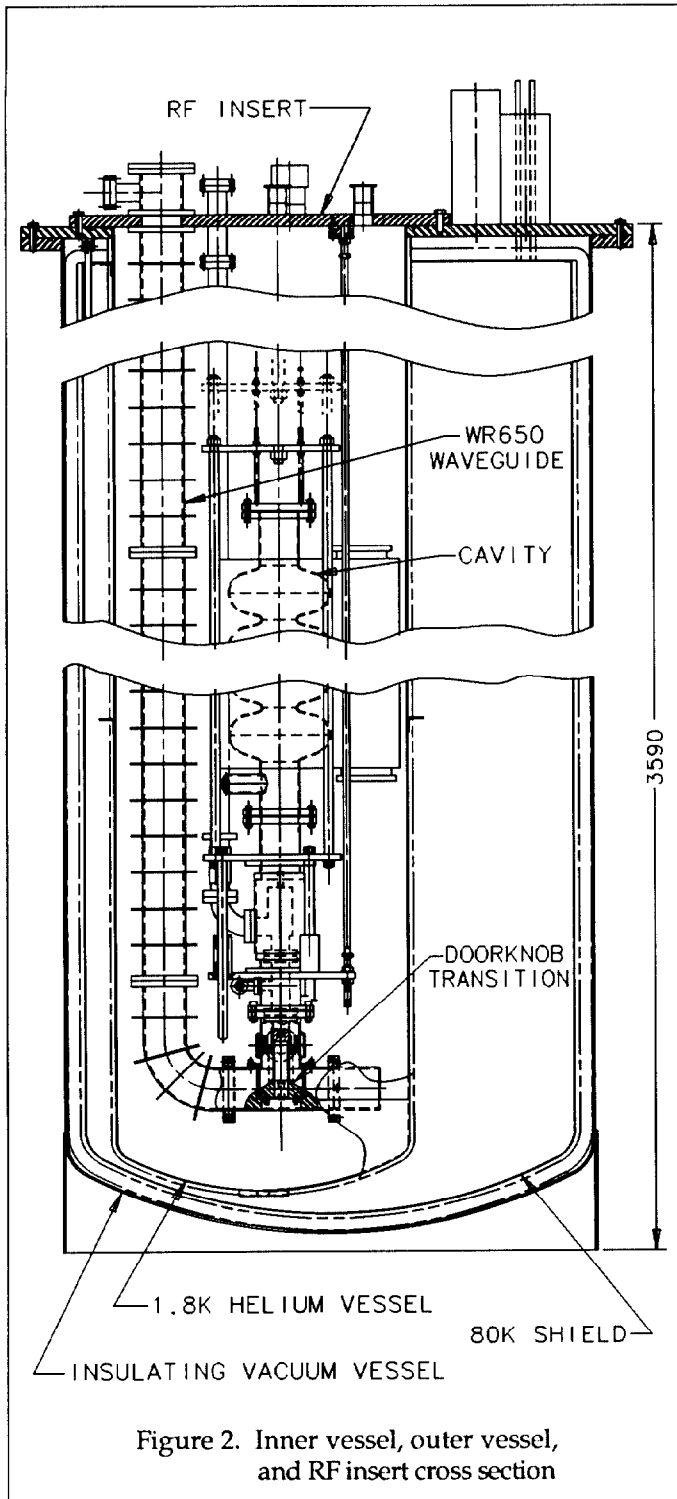 RF INSERT
WR650
WAVEGUIDE
CAVITY
3590
DOORKNOB
TRANSITION
1.8K HELIUM VESSEL
80K SHIELD
INSULATING VACUUM VESSEL
Figure 2. Inner vessel, outer vessel,
and RF insert cross section